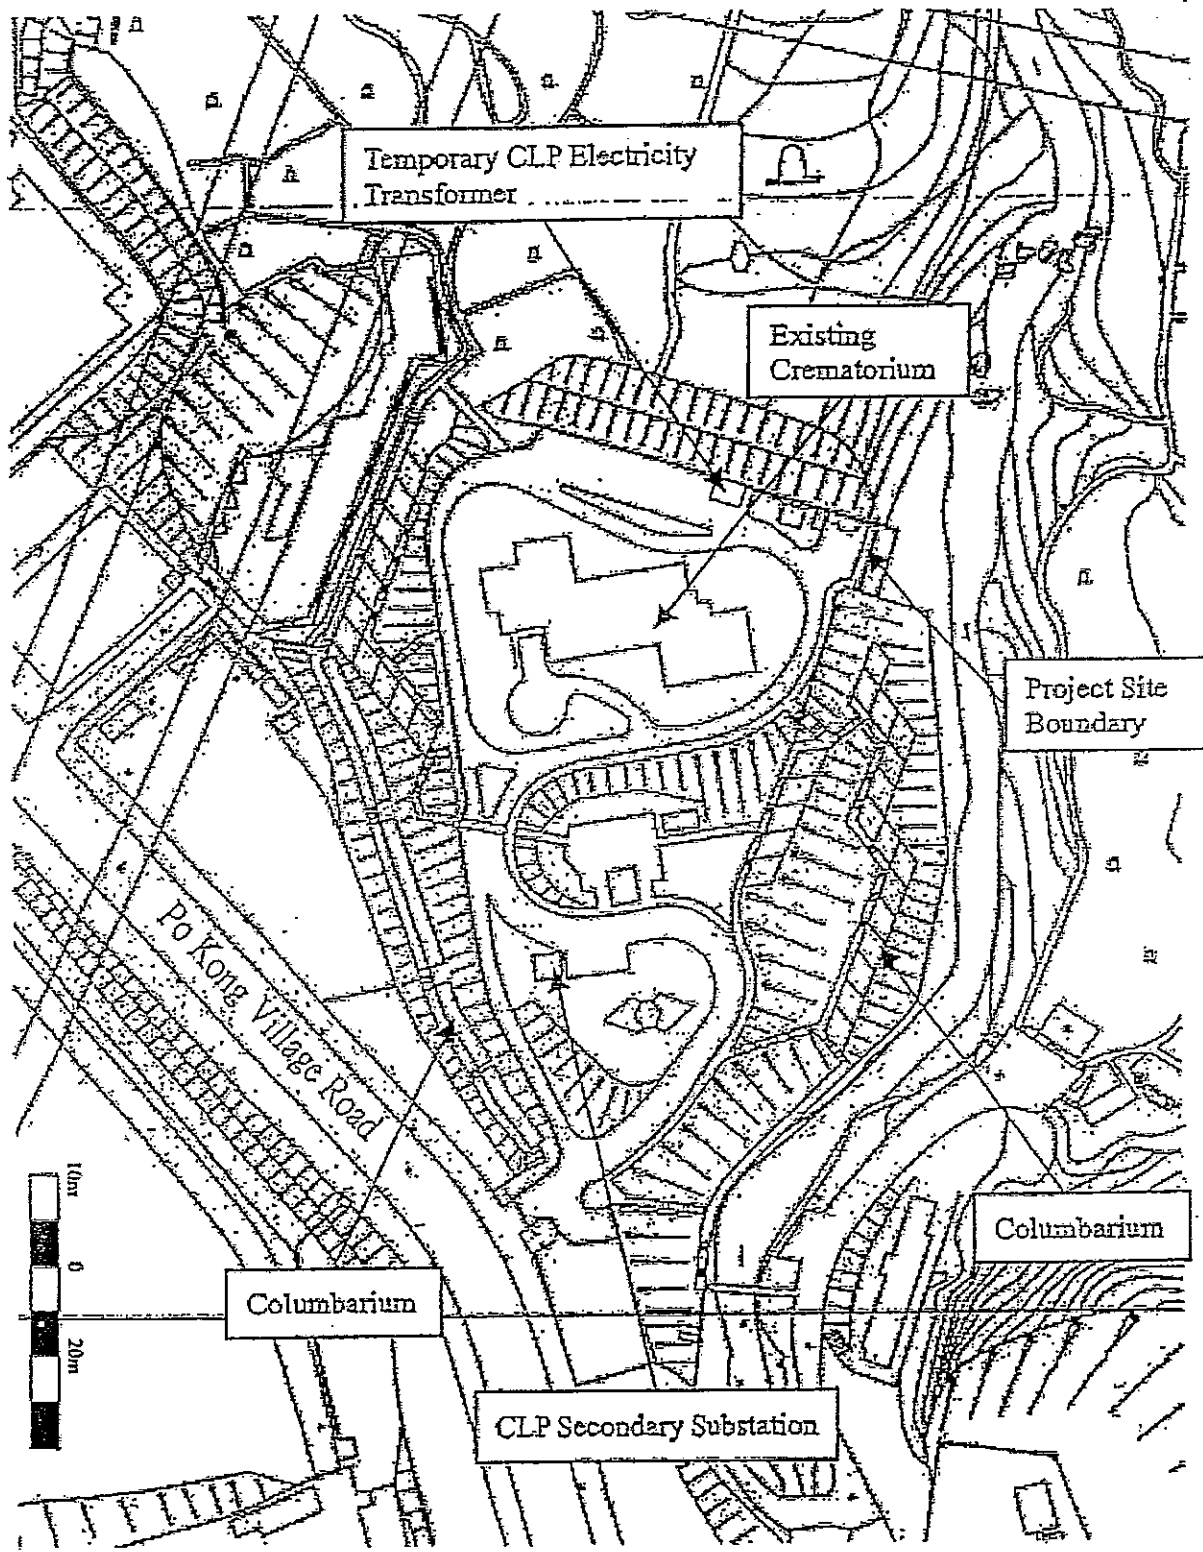 Temporary CLP Electricity
Transformer
Existing
Crematorium
Project Site
Boundary
Po Kong Village Road
10m
0
20m
Columbarium
Columbarium
CLP Secondary Substation